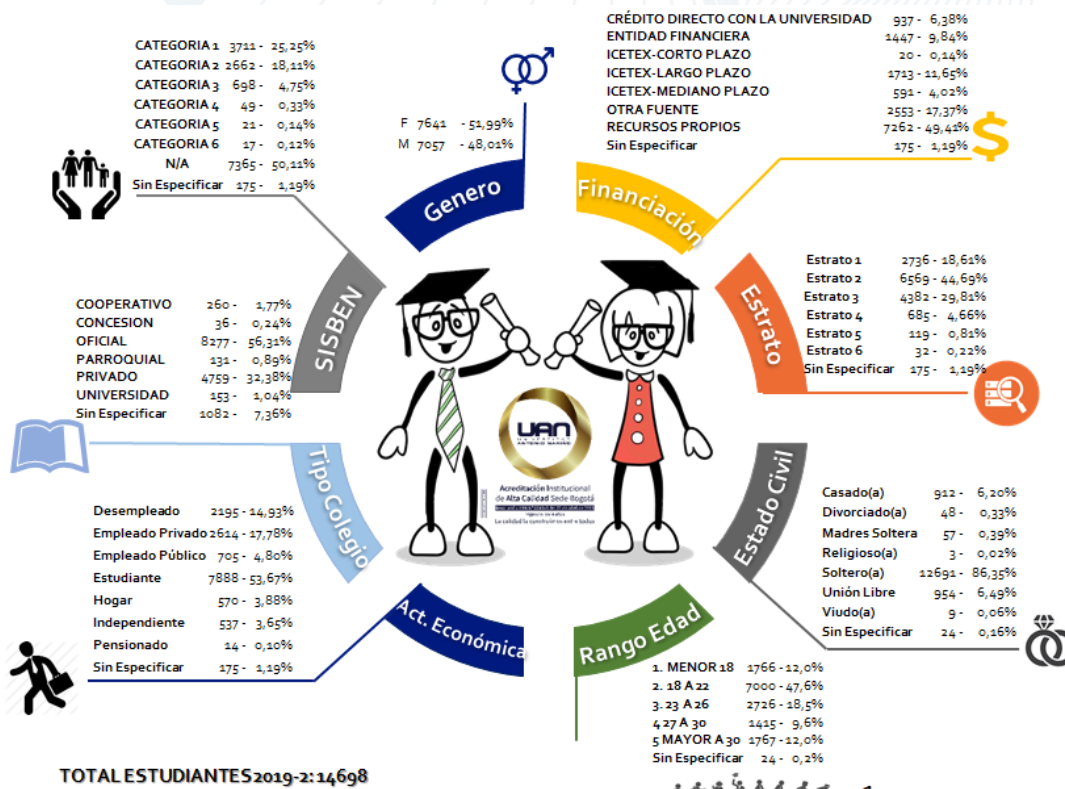 CRÉDITO DIRECTO CON LA UNIVERSIDAD 937 - 6,38%
ENTIDAD FINANCIERA 1447 - 9,84%
ICETEX-CORTO PLAZO 20 - 0,14%
ICETEX-LARGO PLAZO 1713 - 11,65%
ICETEX-MEDIANO PLAZO 591 - 4,02%
OTRA FUENTE 2553 - 17,37%
RECURSOS PROPIOS 7262 - 49,41%
Sin Especificar 175 - 1,19%
$
CATEGORIA 1 3711 - 25,25%
CATEGORIA 2 2662 - 18,11%
CATEGORIA 3 698 - 4,75%
CATEGORIA 4 49 - 0,33%
CATEGORIA 5 21 - 0,14%
CATEGORIA 6 17 - 0,12%
N/A 7365 - 50,11%
Sin Especificar 175 - 1,19%
F 7641 - 51,99%
M 7057 - 48,01%
Genero
Financiación
SISBEN
Estrato
Estrato 1 2736 - 18,61%
Estrato 2 6569 - 44,69%
Estrato 3 4382 - 29,81%
Estrato 4 685 - 4,66%
Estrato 5 119 - 0,81%
Estrato 6 32 - 0,22%
Sin Especificar 175 - 1,19%
COOPERATIVO 260 - 1,77%
CONCESION 36 - 0,24%
OFICIAL 8277 - 56,31%
PARROQUIAL 131 - 0,89%
PRIVADO 4759 - 32,38%
UNIVERSIDAD 153 - 1,04%
Sin Especificar 1082 - 7,36%
UAN
UNIVERSIDAD
ANTONIO NARIÑO
Acreditación Institucional
de Alta Calidad Sede Bogotá
La calidad la construimos entre todos
Tipo Colegio
Estado Civil
Desempleado 2195 - 14,93%
Empleado Privado 2614 - 17,78%
Empleado Público 705 - 4,80%
Estudiante 7888 - 53,67%
Hogar 570 - 3,88%
Independiente 537 - 3,65%
Pensionado 14 - 0,10%
Sin Especificar 175 - 1,19%
Casado(a) 912 - 6,20%
Divorciado(a) 48 - 0,33%
Madres Soltera 57 - 0,39%
Religioso(a) 3 - 0,02%
Soltero(a) 12691 - 86,35%
Unión Libre 954 - 6,49%
Viudo(a) 9 - 0,06%
Sin Especificar 24 - 0,16%
Act. Económica
Rango Edad
1. MENOR 18 1766 - 12,0%
2. 18 A 22 7000 - 47,6%
3. 23 A 26 2726 - 18,5%
4 27 A 30 1415 - 9,6%
5 MAYOR A 30 1767 - 12,0%
Sin Especificar 24 - 0,2%
TOTAL ESTUDIANTES 2019-2: 14698